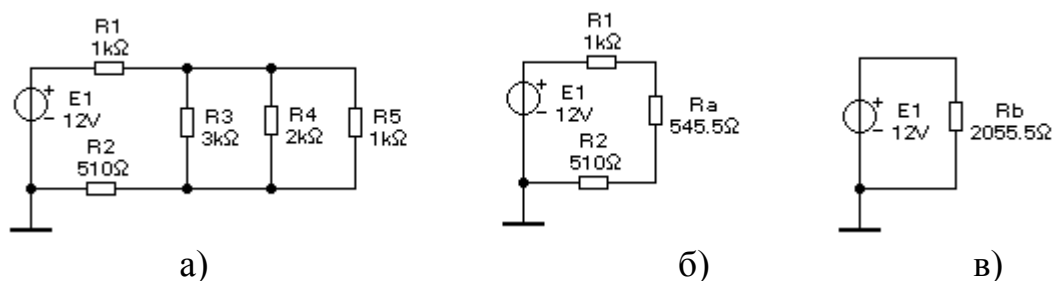 R1
1kΩ
E1
12V
R2
510Ω
R3
3kΩ
R4
2kΩ
R5
1kΩ
а)
R1
1kΩ
E1
12V
R2
510Ω
Ra
545.5Ω
б)
E1
12V
Rb
2055.5Ω
в)